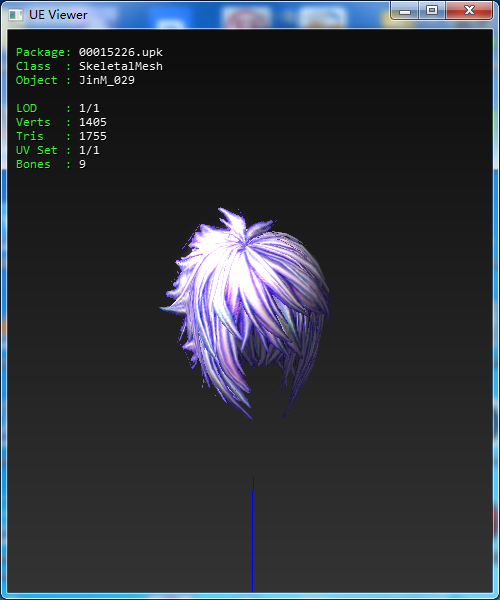 UE Viewer
Package: 00015226.upk
Class  : SkeletalMesh
Object : JinM_029
LOD    : 1/1
Verts  : 1405
Tris   : 1755
UV Set : 1/1
Bones  : 9